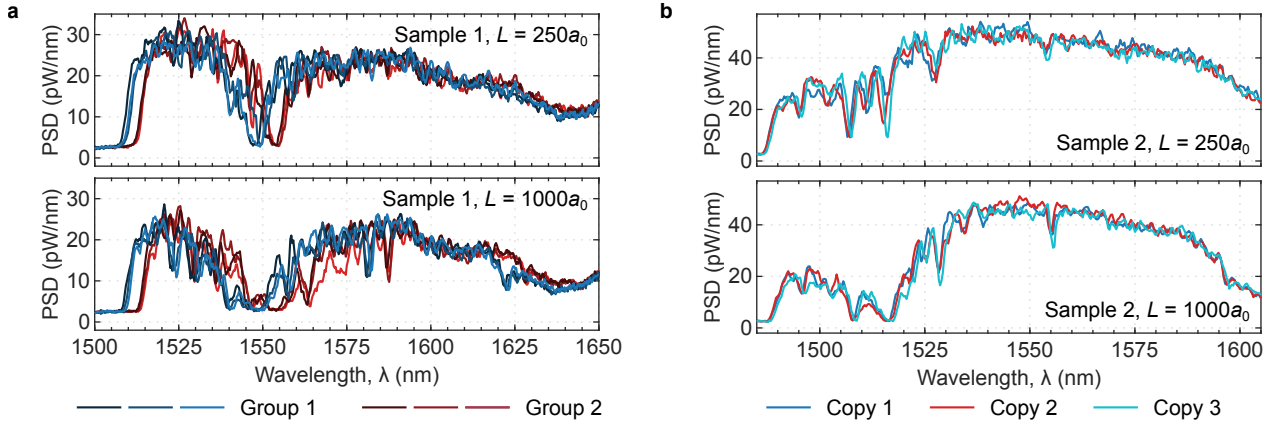 a
Sample 1, L = 250a₀
PSD (pW/nm)
30
20
10
0
Sample 1, L = 1000a₀
PSD (pW/nm)
30
20
10
0
1500 1525 1550 1575 1600 1625 1650
Wavelength, λ (nm)
Group 1 Group 2
b
PSD (pW/nm)
40
20
0
Sample 2, L = 250a₀
PSD (pW/nm)
40
20
0
Sample 2, L = 1000a₀
1500 1525 1550 1575 1600
Wavelength, λ (nm)
Copy 1 Copy 2 Copy 3